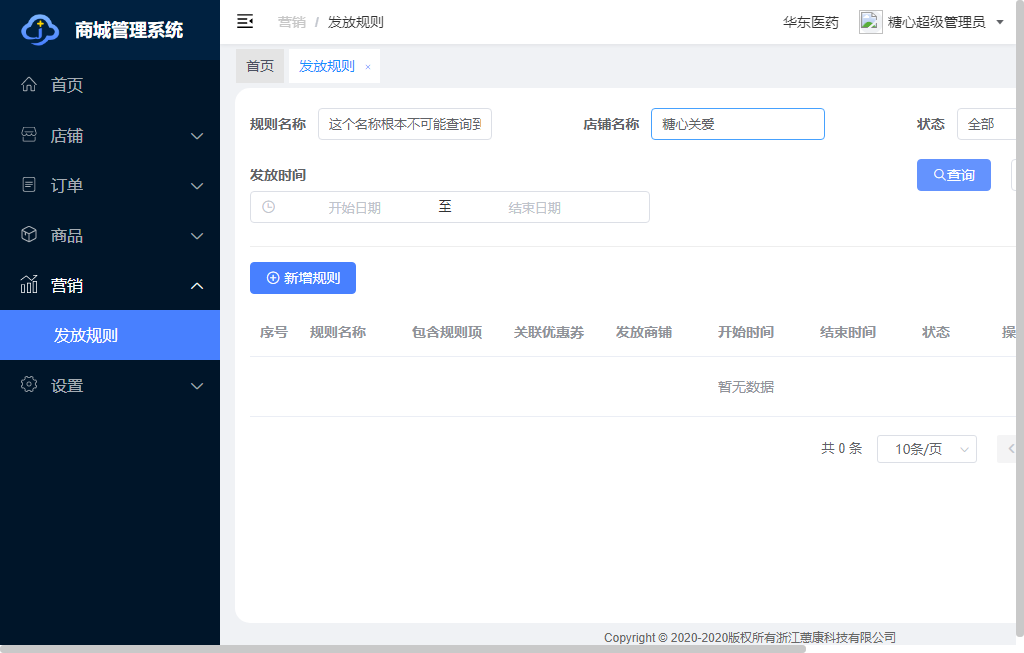 商城管理系统
首页
店铺
订单
商品
营销
发放规则
设置
营销 / 发放规则
华东医药
糖心超级管理员
首页
发放规则 ×
规则名称 这个名称根本不可能查询到
店铺名称 糖心关爱
状态 全部
发放时间
开始日期 至 结束日期
查询
新增规则
序号 规则名称 包含规则项 关联优惠券 发放商铺 开始时间 结束时间 状态 操
暂无数据
共 0 条 10条/页
Copyright © 2020-2020版权所有浙江蕙康科技有限公司